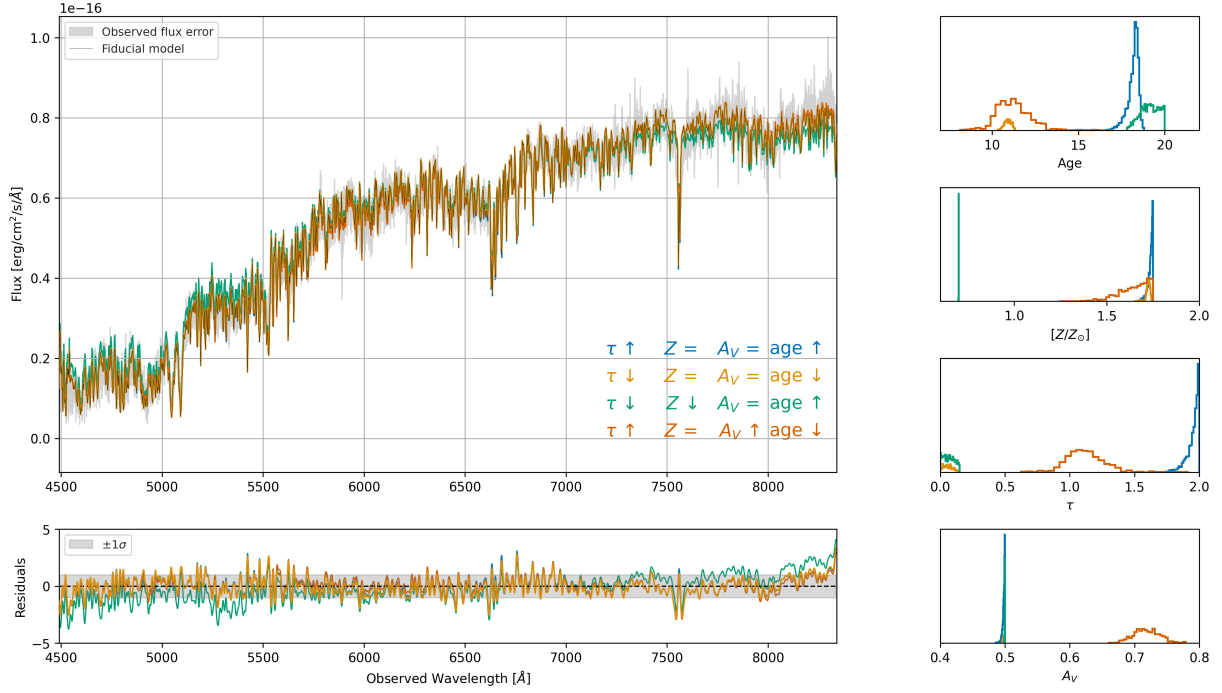 1e−16
Observed flux error
Fiducial model
1.0
0.8
0.6
0.4
0.2
0.0
Flux [erg/cm²/s/Å]
τ ↑ Z = A_V = age ↑
τ ↓ Z = A_V = age ↓
τ ↓ Z ↓ A_V = age ↑
τ ↑ Z = A_V ↑ age ↓
4500 5000 5500 6000 6500 7000 7500 8000
±1σ
5
0
−5
Residuals
4500 5000 5500 6000 6500 7000 7500 8000
Observed Wavelength [Å]
10 15 20
Age
1.0 1.5 2.0
[Z/Z⊙]
0.0 0.5 1.0 1.5 2.0
τ
0.4 0.5 0.6 0.7 0.8
A_V